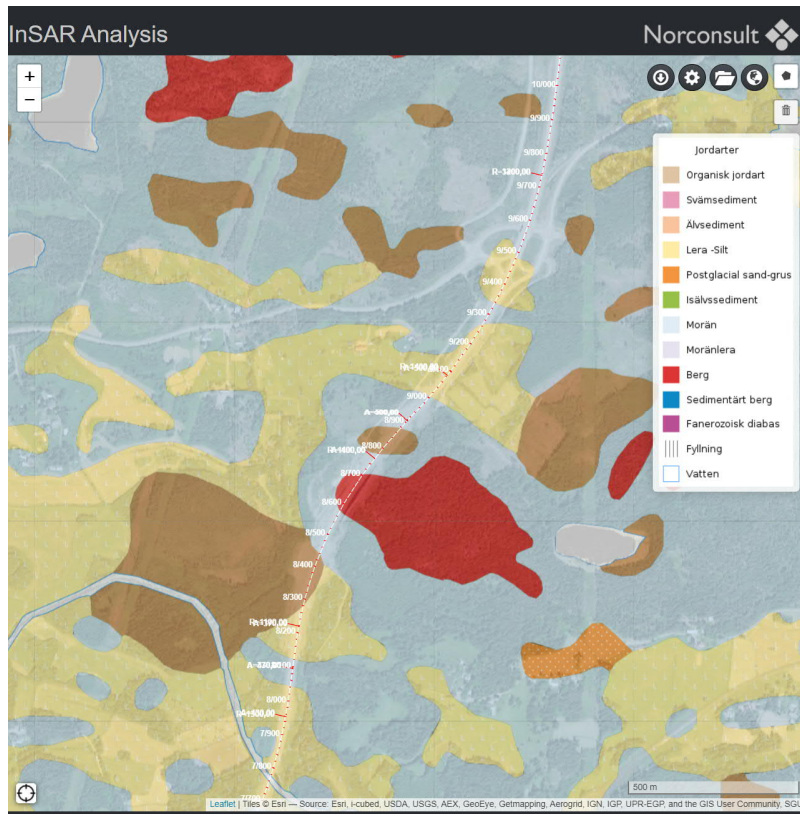 InSAR Analysis
Norconsult
+
−
Jordarter
Organisk jordart
Svämsediment
Älvsediment
Lera -Silt
Postglacial sand-grus
Isälvssediment
Morän
Moränlera
Berg
Sedimentärt berg
Fanerozoisk diabas
Fyllning
Vatten
10/000
9/900
9/800
9/700
9/600
9/500
9/400
9/300
9/200
9/000
8/900
8/800
8/700
8/600
8/500
8/400
8/300
8/200
8/000
7/900
7/800
500 m
Leaflet | Tiles © Esri — Source: Esri, i-cubed, USDA, USGS, AEX, GeoEye, Getmapping, Aerogrid, IGN, IGP, UPR-EGP, and the GIS User Community, SGU